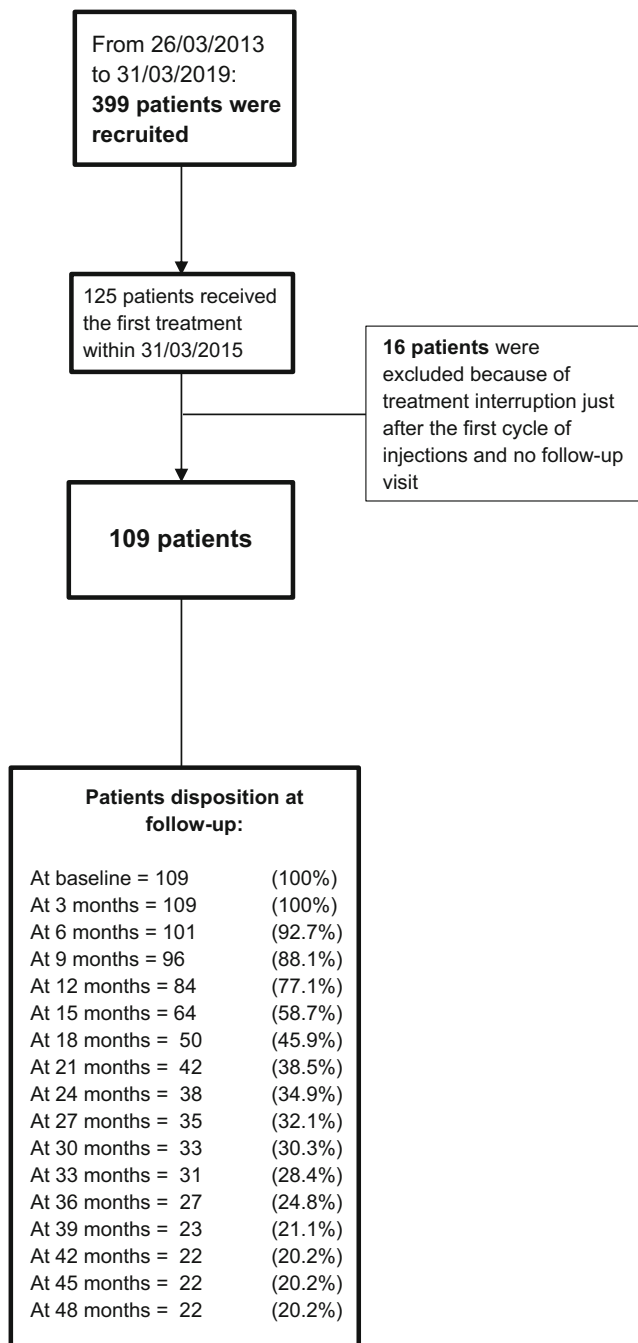 From 26/03/2013
to 31/03/2019:
399 patients were
recruited
125 patients received
the first treatment
within 31/03/2015
16 patients were
excluded because of
treatment interruption just
after the first cycle of
injections and no follow-up
visit
109 patients
Patients disposition at
follow-up:
At baseline = 109 (100%)
At 3 months = 109 (100%)
At 6 months = 101 (92.7%)
At 9 months = 96 (88.1%)
At 12 months = 84 (77.1%)
At 15 months = 64 (58.7%)
At 18 months = 50 (45.9%)
At 21 months = 42 (38.5%)
At 24 months = 38 (34.9%)
At 27 months = 35 (32.1%)
At 30 months = 33 (30.3%)
At 33 months = 31 (28.4%)
At 36 months = 27 (24.8%)
At 39 months = 23 (21.1%)
At 42 months = 22 (20.2%)
At 45 months = 22 (20.2%)
At 48 months = 22 (20.2%)